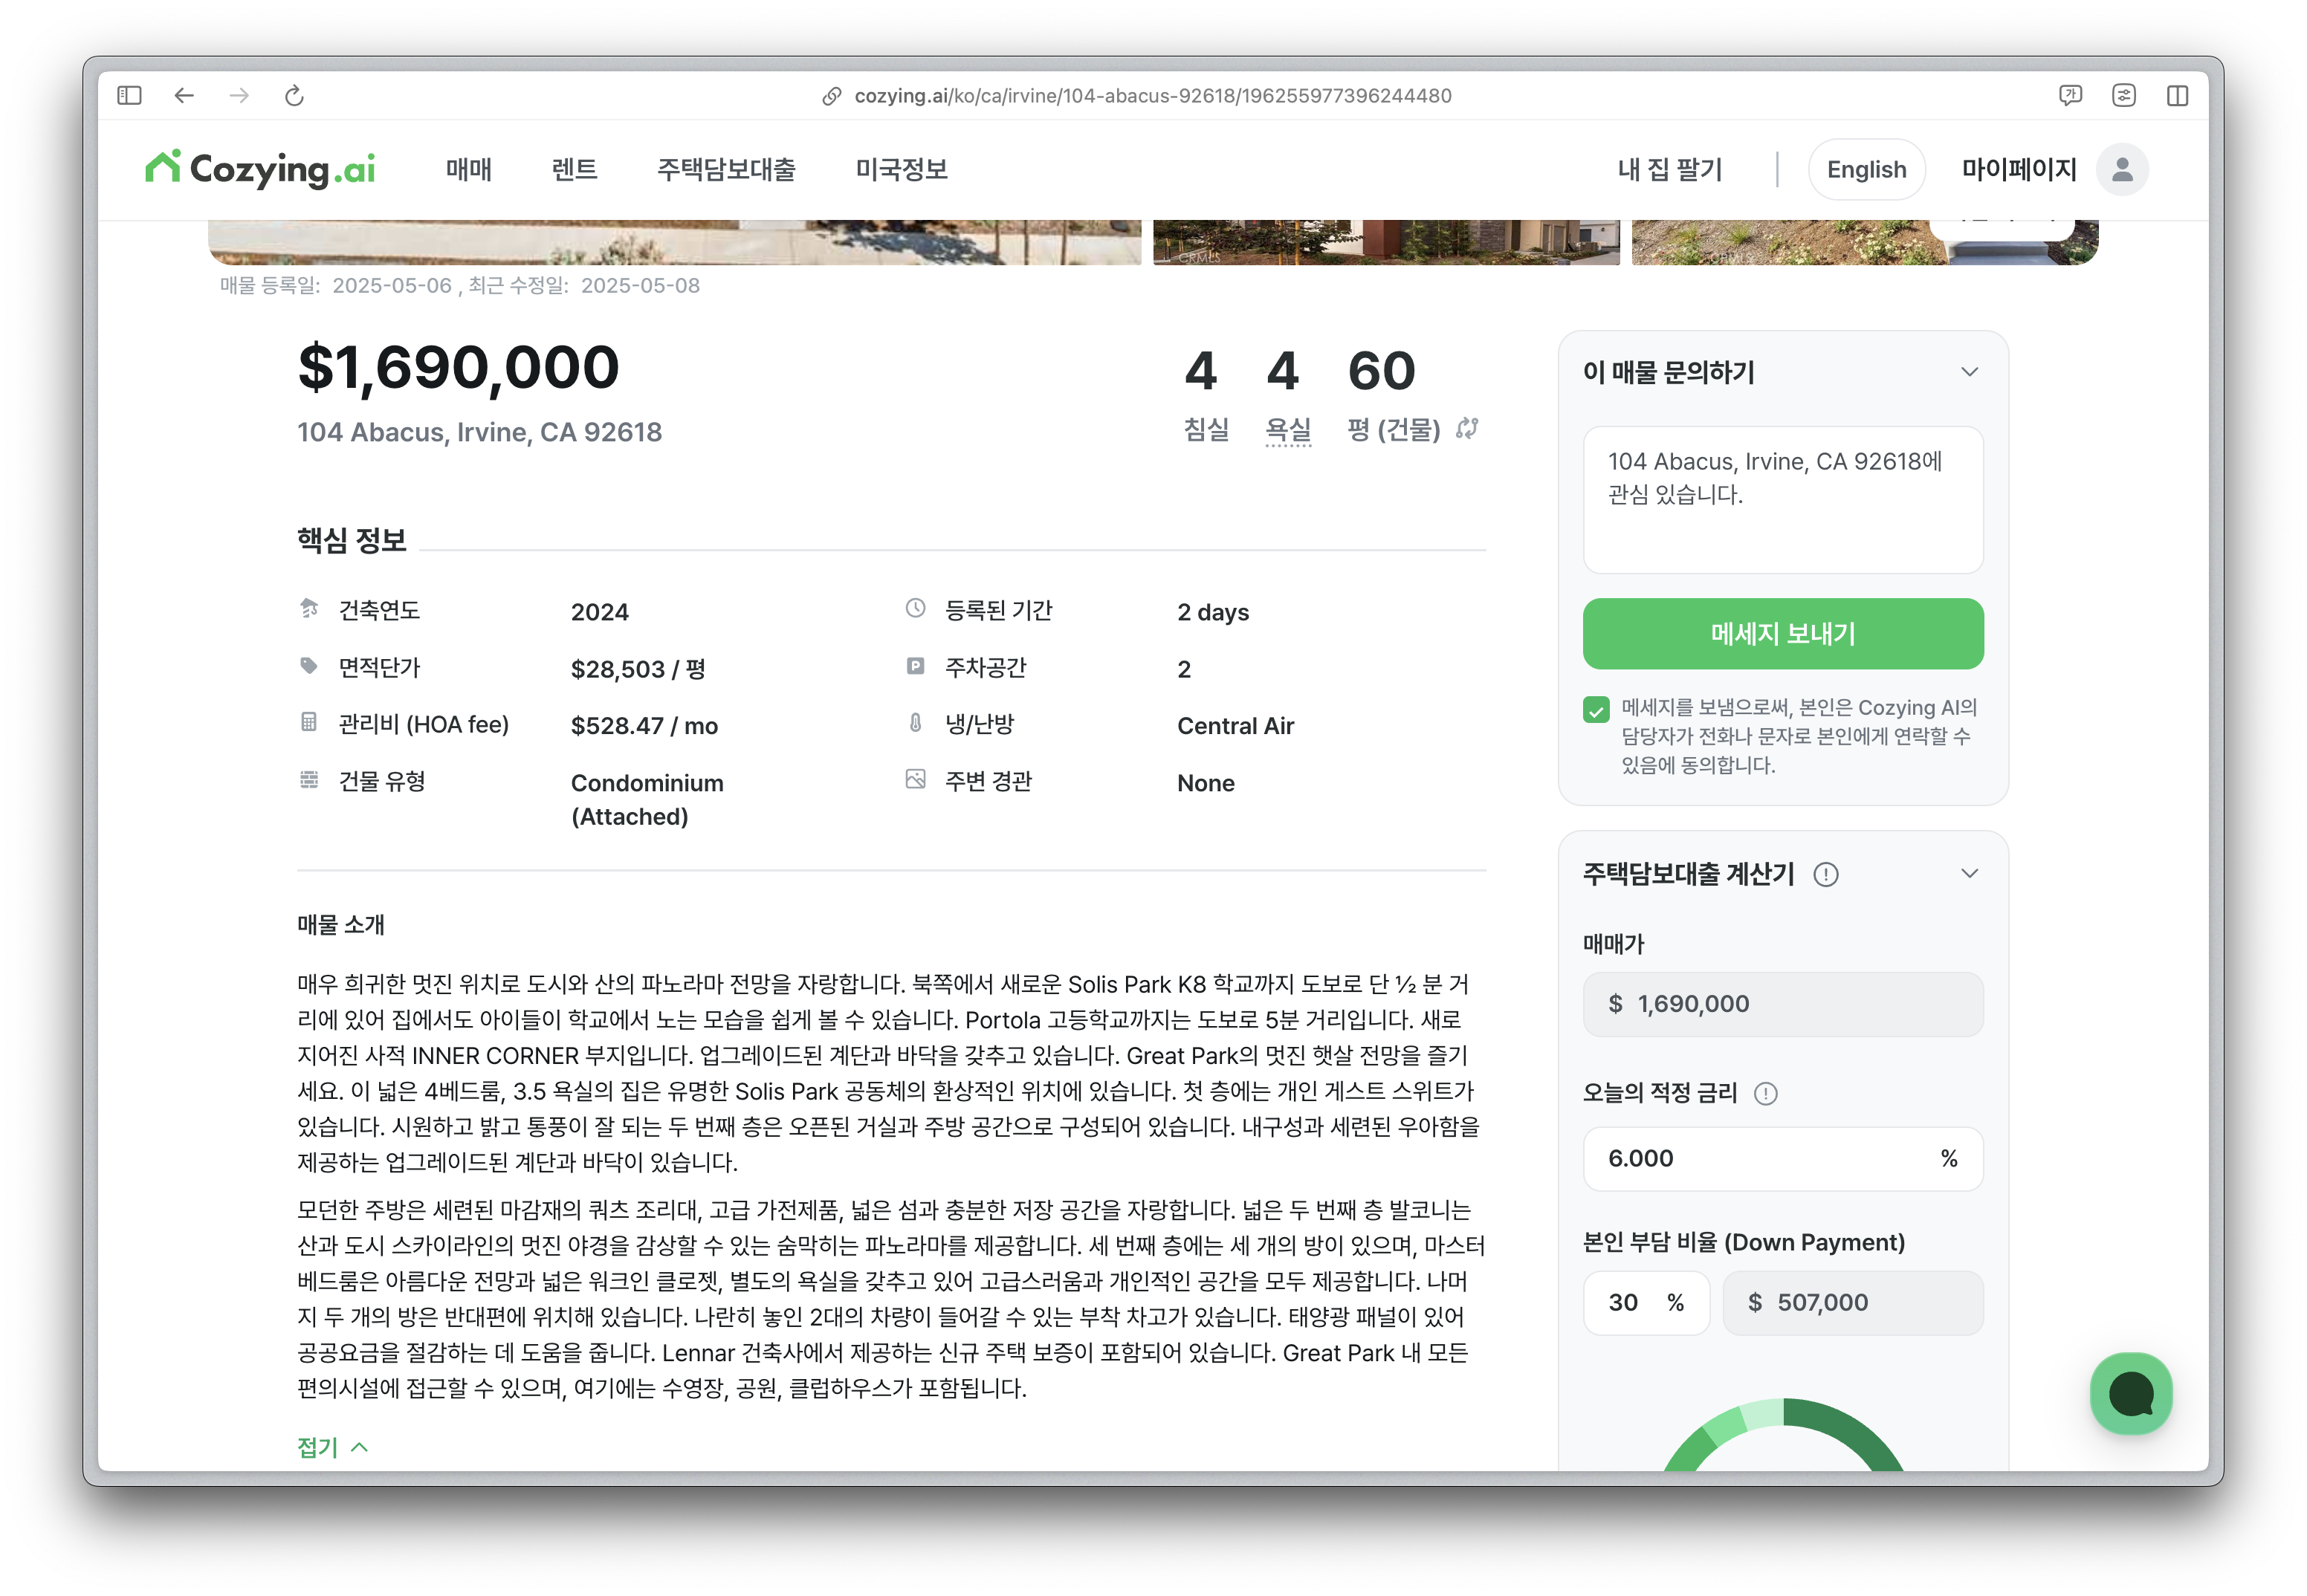 cozying.ai/ko/ca/irvine/104-abacus-92618/196255977396244480
Cozying.ai
매매
렌트
주택담보대출
미국정보
내 집 팔기
English
마이페이지
CRMLS
CRMLS
매물 등록일: 2025-05-06 , 최근 수정일: 2025-05-08
$1,690,000
104 Abacus, Irvine, CA 92618
4
침실
4
욕실
60
평 (건물)
핵심 정보
건축연도 2024
등록된 기간 2 days
면적단가 $28,503 / 평
주차공간 2
관리비 (HOA fee) $528.47 / mo
냉/난방 Central Air
건물 유형 Condominium
(Attached)
주변 경관 None
매물 소개
매우 희귀한 멋진 위치로 도시와 산의 파노라마 전망을 자랑합니다. 북쪽에서 새로운 Solis Park K8 학교까지 도보로 단 ½ 분 거
리에 있어 집에서도 아이들이 학교에서 노는 모습을 쉽게 볼 수 있습니다. Portola 고등학교까지는 도보로 5분 거리입니다. 새로
지어진 사적 INNER CORNER 부지입니다. 업그레이드된 계단과 바닥을 갖추고 있습니다. Great Park의 멋진 햇살 전망을 즐기
세요. 이 넓은 4베드룸, 3.5 욕실의 집은 유명한 Solis Park 공동체의 환상적인 위치에 있습니다. 첫 층에는 개인 게스트 스위트가
있습니다. 시원하고 밝고 통풍이 잘 되는 두 번째 층은 오픈된 거실과 주방 공간으로 구성되어 있습니다. 내구성과 세련된 우아함을
제공하는 업그레이드된 계단과 바닥이 있습니다.
모던한 주방은 세련된 마감재의 쿼츠 조리대, 고급 가전제품, 넓은 섬과 충분한 저장 공간을 자랑합니다. 넓은 두 번째 층 발코니는
산과 도시 스카이라인의 멋진 야경을 감상할 수 있는 숨막히는 파노라마를 제공합니다. 세 번째 층에는 세 개의 방이 있으며, 마스터
베드룸은 아름다운 전망과 넓은 워크인 클로젯, 별도의 욕실을 갖추고 있어 고급스러움과 개인적인 공간을 모두 제공합니다. 나머
지 두 개의 방은 반대편에 위치해 있습니다. 나란히 놓인 2대의 차량이 들어갈 수 있는 부착 차고가 있습니다. 태양광 패널이 있어
공공요금을 절감하는 데 도움을 줍니다. Lennar 건축사에서 제공하는 신규 주택 보증이 포함되어 있습니다. Great Park 내 모든
편의시설에 접근할 수 있으며, 여기에는 수영장, 공원, 클럽하우스가 포함됩니다.
접기
이 매물 문의하기
104 Abacus, Irvine, CA 92618에
관심 있습니다.
메세지 보내기
메세지를 보냄으로써, 본인은 Cozying AI의
담당자가 전화나 문자로 본인에게 연락할 수
있음에 동의합니다.
주택담보대출 계산기
매매가
$ 1,690,000
오늘의 적정 금리
6.000 %
본인 부담 비율 (Down Payment)
30 %
$ 507,000